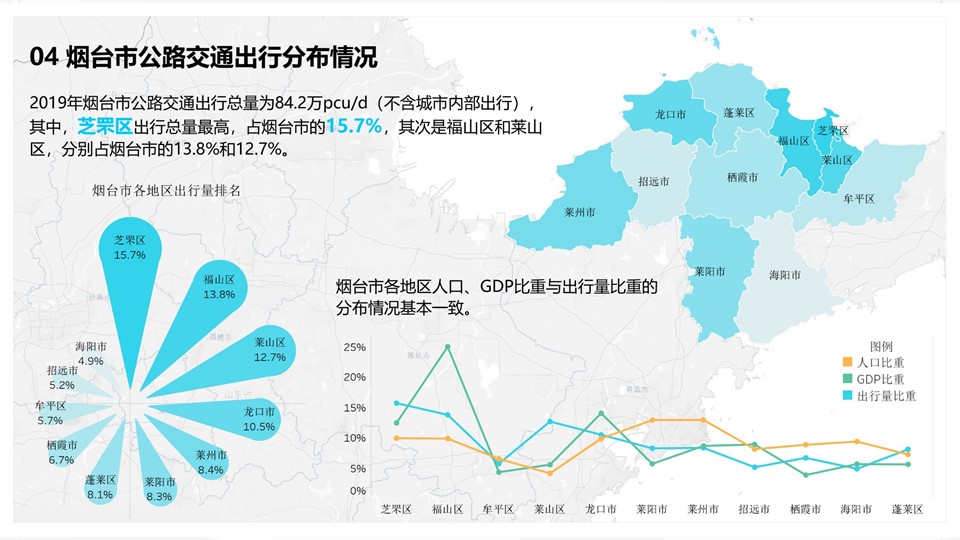 04 烟台市公路交通出行分布情况
2019年烟台市公路交通出行总量为84.2万pcu/d（不含城市内部出行），
其中，芝罘区出行总量最高，占烟台市的15.7%，其次是福山区和莱山
区，分别占烟台市的13.8%和12.7%。
烟台市各地区出行量排名
芝罘区
15.7%
福山区
13.8%
莱山区
12.7%
龙口市
10.5%
莱州市
8.4%
莱阳市
8.3%
蓬莱区
8.1%
栖霞市
6.7%
牟平区
5.7%
招远市
5.2%
海阳市
4.9%
龙口市
蓬莱区
福山区
芝罘区
莱山区
招远市
栖霞市
牟平区
莱州市
莱阳市
海阳市
烟台市各地区人口、GDP比重与出行量比重的
分布情况基本一致。
图例
人口比重
GDP比重
出行量比重
25%
20%
15%
10%
5%
0%
芝罘区 福山区 牟平区 莱山区 龙口市 莱阳市 莱州市 招远市 栖霞市 海阳市 蓬莱区
山东省
青岛市